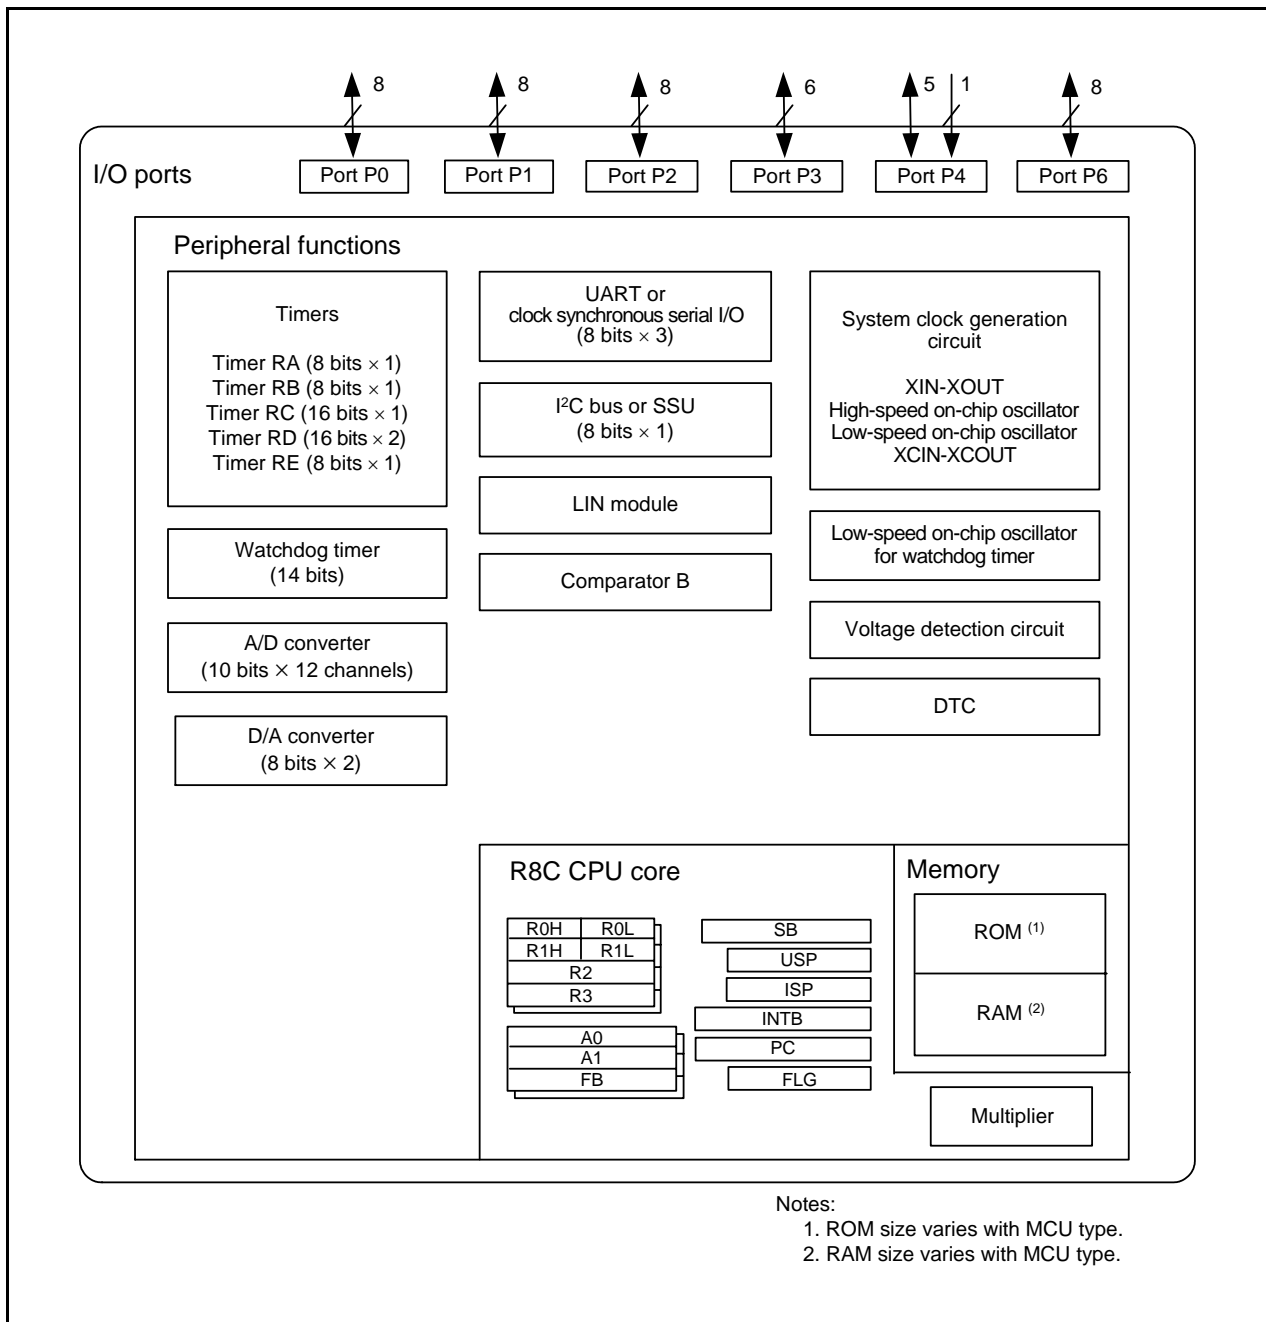 8 8 8 6 5 1 8
I/O ports
Port P0 Port P1 Port P2 Port P3 Port P4 Port P6
Peripheral functions
Timers
Timer RA (8 bits × 1)
Timer RB (8 bits × 1)
Timer RC (16 bits × 1)
Timer RD (16 bits × 2)
Timer RE (8 bits × 1)
Watchdog timer
(14 bits)
A/D converter
(10 bits × 12 channels)
D/A converter
(8 bits × 2)
UART or
clock synchronous serial I/O
(8 bits × 3)
I²C bus or SSU
(8 bits × 1)
LIN module
Comparator B
System clock generation
circuit
XIN-XOUT
High-speed on-chip oscillator
Low-speed on-chip oscillator
XCIN-XCOUT
Low-speed on-chip oscillator
for watchdog timer
Voltage detection circuit
DTC
R8C CPU core
R0H R0L
R1H R1L
R2
R3
A0
A1
FB
SB
USP
ISP
INTB
PC
FLG
Memory
ROM (1)
RAM (2)
Multiplier
Notes:
1. ROM size varies with MCU type.
2. RAM size varies with MCU type.